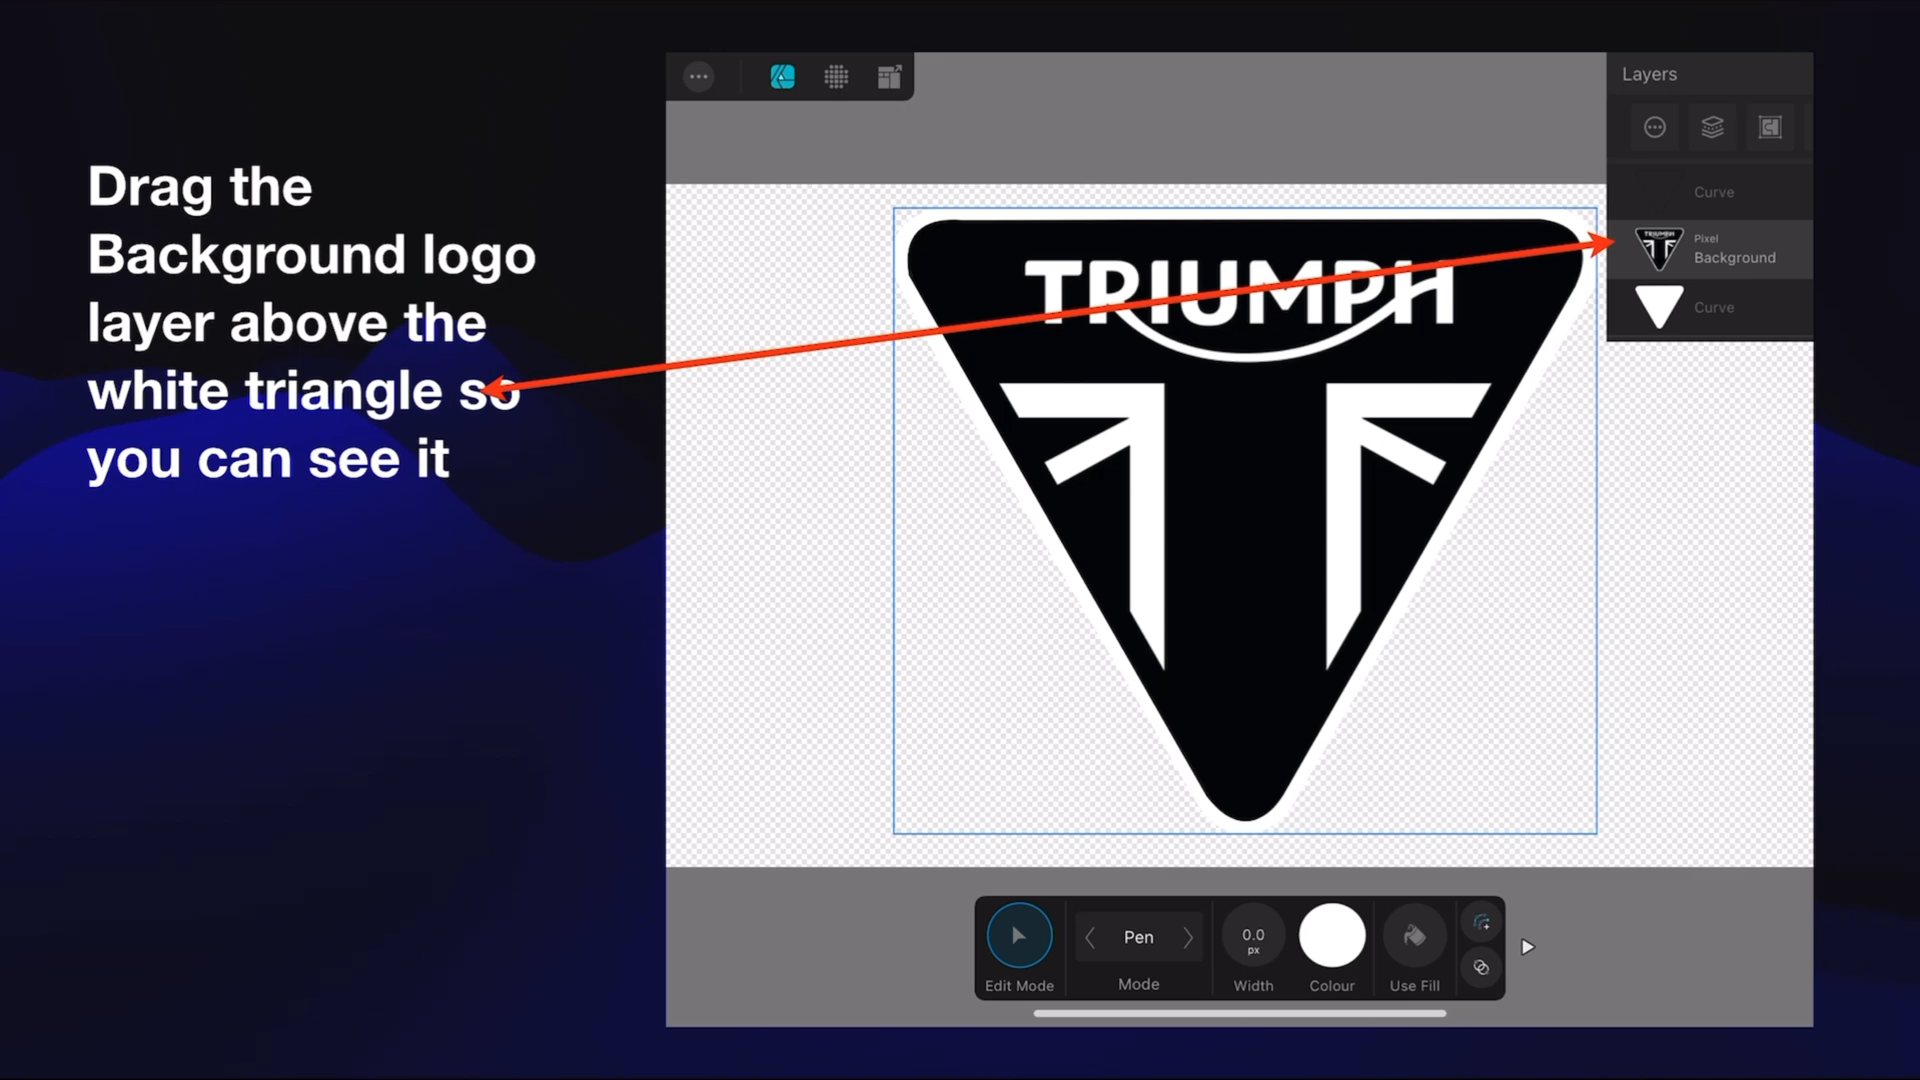 Drag the
Background logo
layer above the
white triangle so
you can see it
Layers
Curve
TRIUMPH
Pixel
Background
TRIUMPH
Curve
0.0
px
Pen
Edit Mode
Mode
Width
Colour
Use Fill